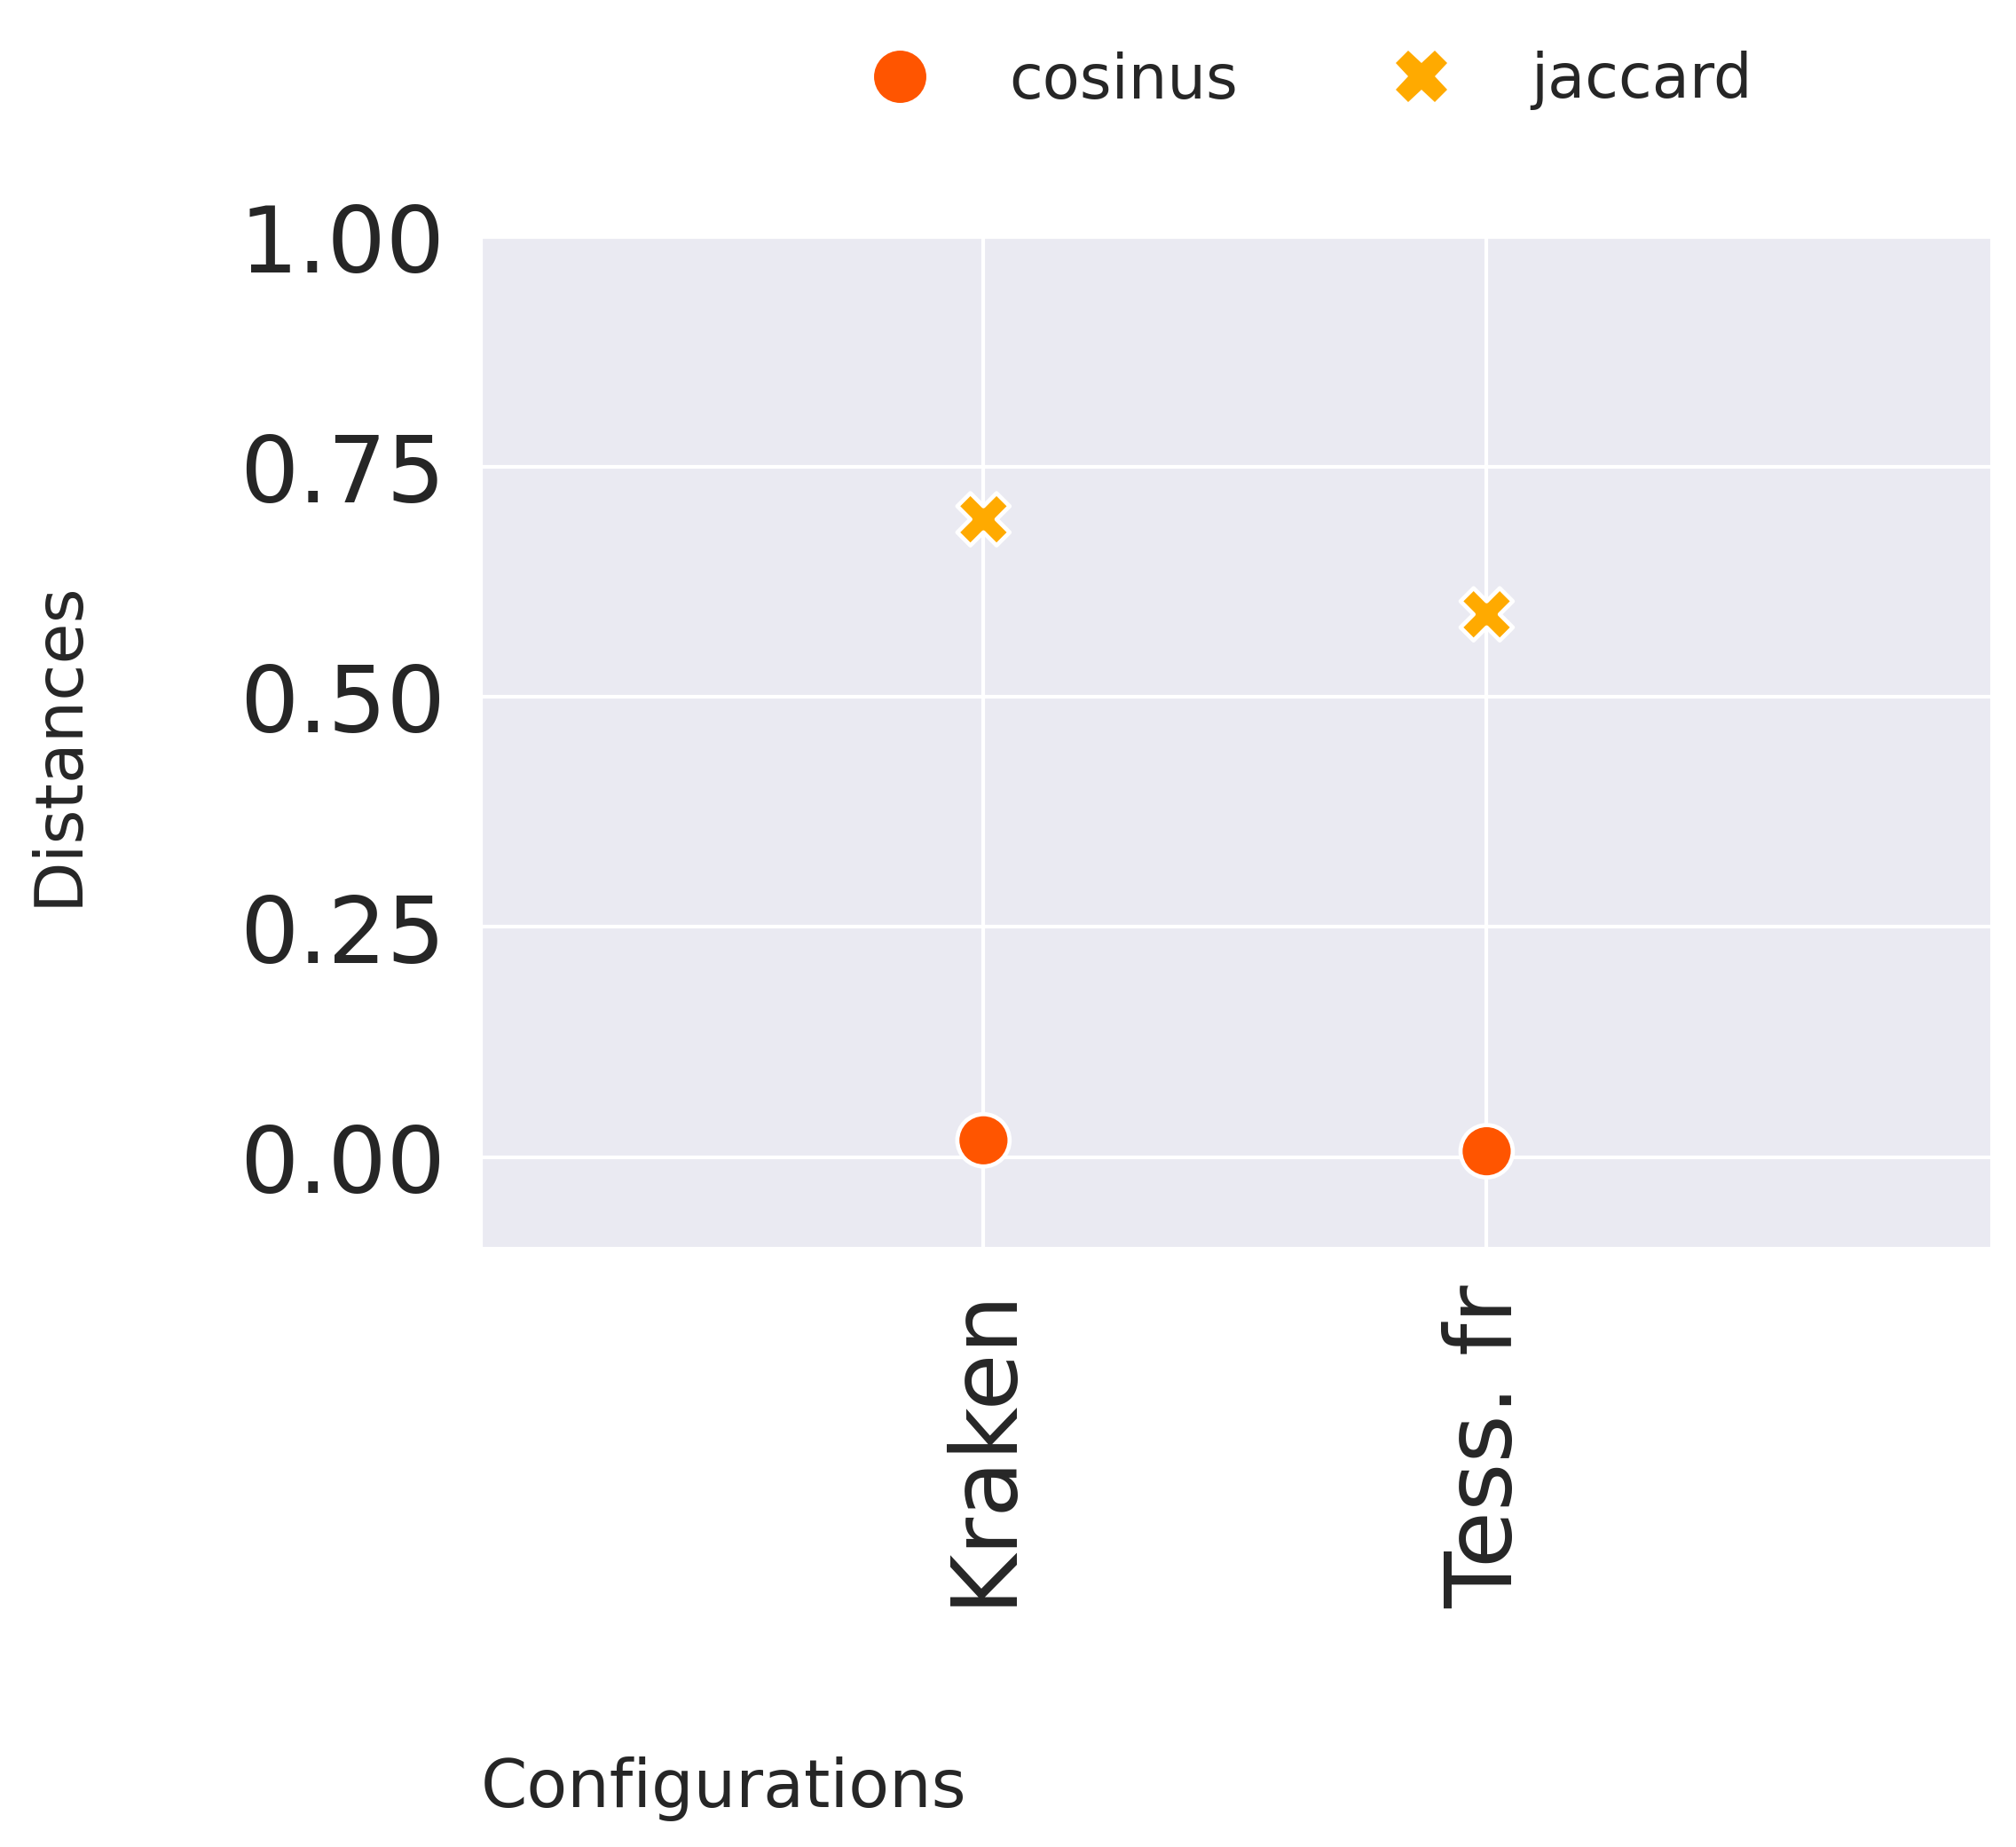 cosinus jaccard
1.00
0.75
0.50
0.25
0.00
Distances
Kraken
Tess. fr
Configurations